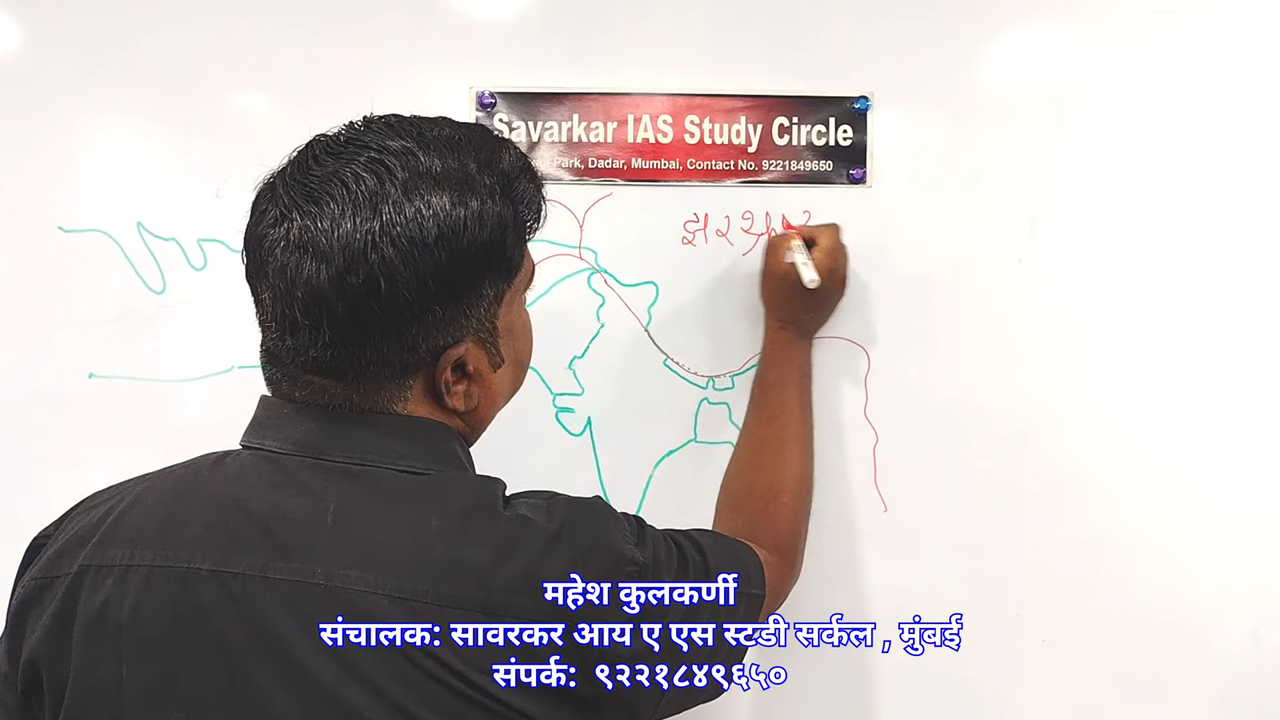 Savarkar IAS Study Circle
Park, Dadar, Mumbai, Contact No. 9221849650
महेश कुलकर्णी
संचालक: सावरकर आय ए एस स्टडी सर्कल , मुंबई
संपर्क: ९२२१८४९६५०